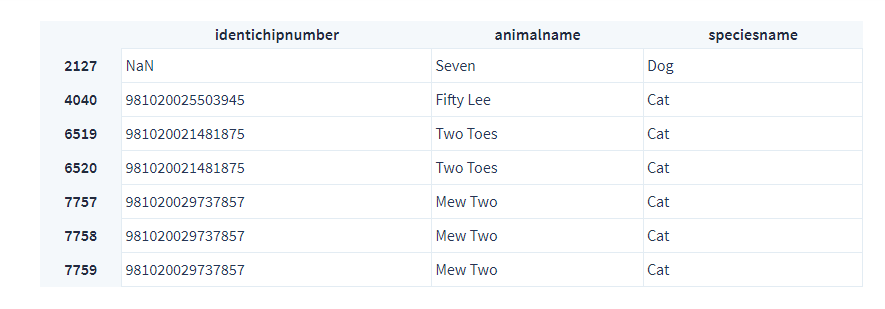 identichipnumber animalname speciesname
2127 NaN Seven Dog
4040 981020025503945 Fifty Lee Cat
6519 981020021481875 Two Toes Cat
6520 981020021481875 Two Toes Cat
7757 981020029737857 Mew Two Cat
7758 981020029737857 Mew Two Cat
7759 981020029737857 Mew Two Cat